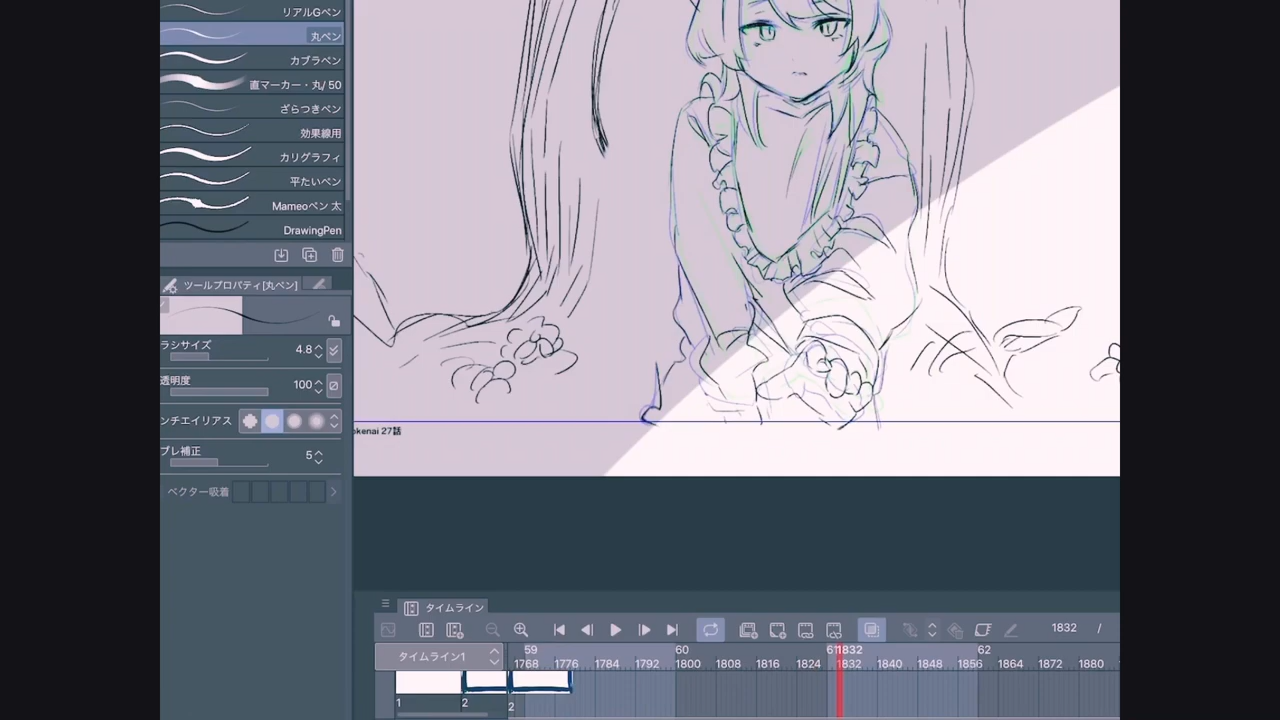 リアルGペン
丸ペン
カブラペン
直マーカー・丸/ 50
ざらつきペン
効果線用
カリグラフィ
平たいペン
Mameoペン 太
DrawingPen
ツールプロパティ[丸ペン]
ラシサイズ 4.8
透明度 100
ンチエイリアス
ブレ補正 5
ベクター吸着
kenai 27話
タイムライン
1832 /
タイムライン1
59 60 61 1832 62
1768 1776 1784 1792 1800 1808 1816 1824 1832 1840 1848 1856 1864 1872 1880
1 2 2